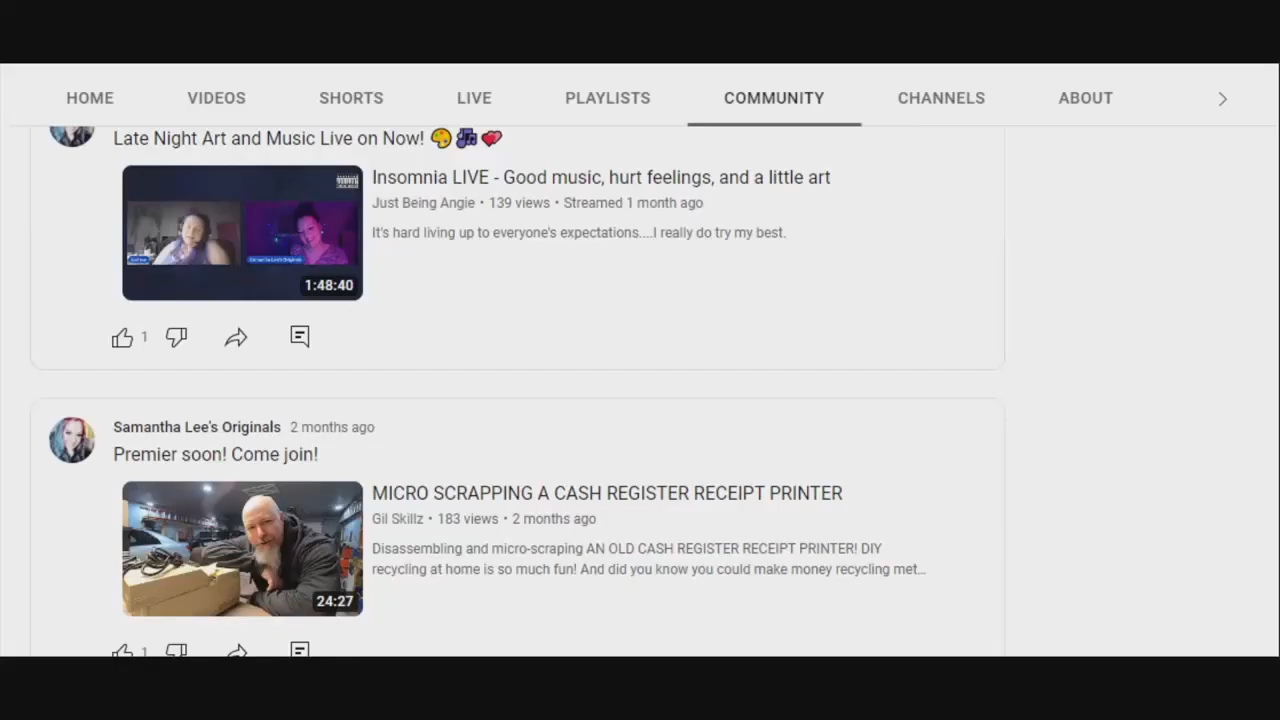 HOME VIDEOS SHORTS LIVE PLAYLISTS COMMUNITY CHANNELS ABOUT
Late Night Art and Music Live on Now! 🎨🎶💕
Insomnia LIVE - Good music, hurt feelings, and a little art
Just Being Angie • 139 views • Streamed 1 month ago
It's hard living up to everyone's expectations....I really do try my best.
1:48:40
1
Samantha Lee's Originals 2 months ago
Premier soon! Come join!
MICRO SCRAPPING A CASH REGISTER RECEIPT PRINTER
Gil Skillz • 183 views • 2 months ago
Disassembling and micro-scraping AN OLD CASH REGISTER RECEIPT PRINTER! DIY
recycling at home is so much fun! And did you know you could make money recycling met...
24:27
1